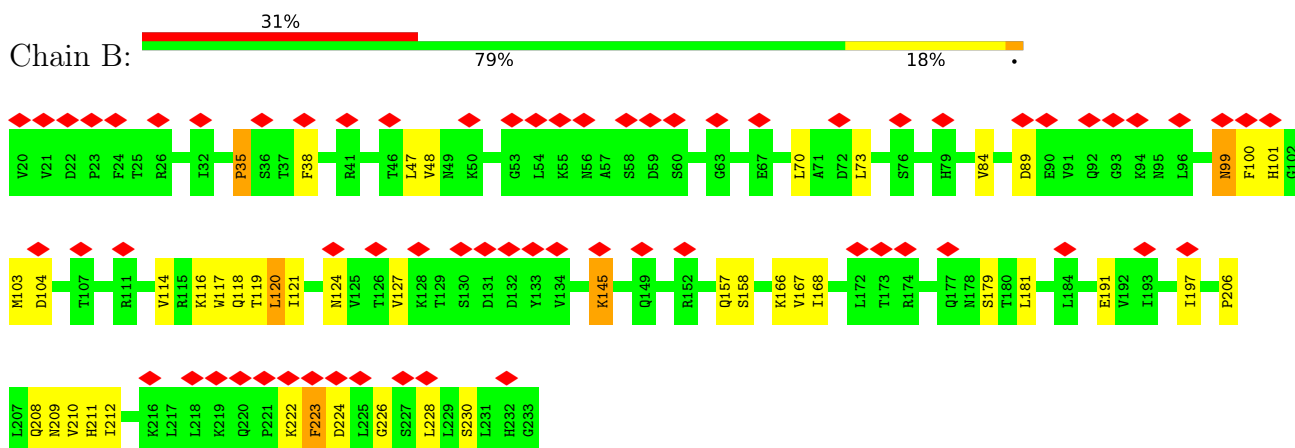 31%
Chain B:
79% 18% •
V20 V21 D22 P23 F24 T25 R26 I32 P35 S36 T37 F38 R41 T46 L47 V48 N49 K50 G53 L54 K55 N56 A57 S58 D59 S60 G63 E67 L70 A71 D72 L73 S76 H79 V84 D89 E90 V91 Q92 G93 K94 N95 L96 N99 F100 H101 G102
M103 D104 T107 R111 V114 R115 K116 W117 Q118 T119 L120 I121 N124 V125 T126 V127 K128 T129 S130 D131 D132 Y133 V134 K145 Q149 R152 Q157 S158 K166 V167 I168 L172 T173 R174 Q177 N178 S179 T180 L181 L184 E191 V192 I193 I197 P206
L207 Q208 N209 V210 H211 I212 K216 L217 L218 K219 Q220 P221 K222 F223 D224 L225 G226 S227 L228 L229 S230 L231 H232 G233